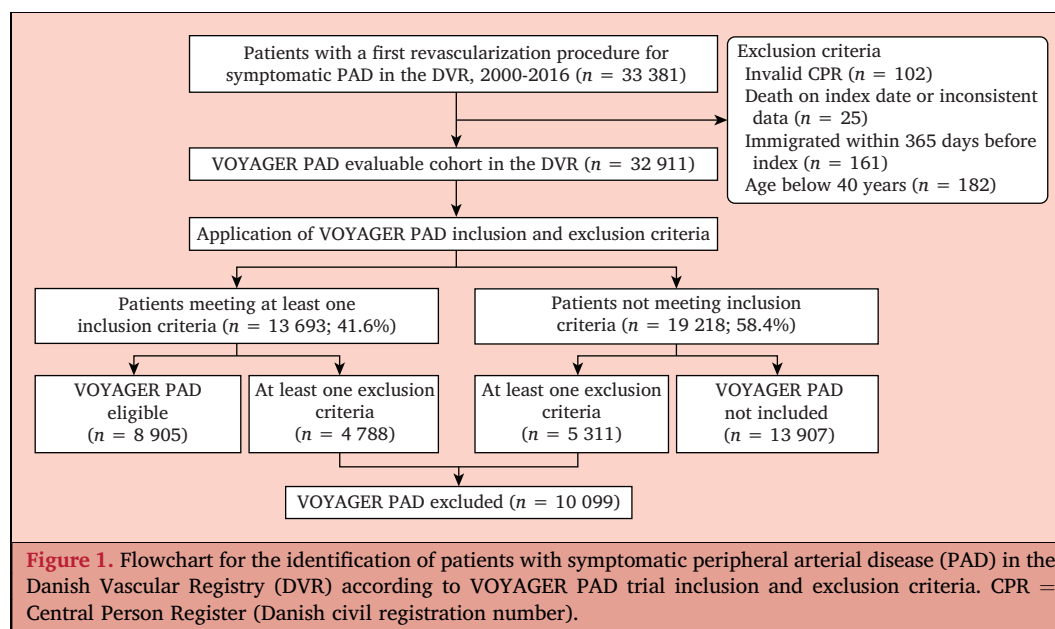 Patients with a first revascularization procedure for
symptomatic PAD in the DVR, 2000-2016 (n = 33 381)
Exclusion criteria
Invalid CPR (n = 102)
Death on index date or inconsistent
data (n = 25)
Immigrated within 365 days before
index (n = 161)
Age below 40 years (n = 182)
VOYAGER PAD evaluable cohort in the DVR (n = 32 911)
Application of VOYAGER PAD inclusion and exclusion criteria
Patients meeting at least one
inclusion criteria (n = 13 693; 41.6%)
Patients not meeting inclusion
criteria (n = 19 218; 58.4%)
VOYAGER PAD
eligible
(n = 8 905)
At least one exclusion
criteria
(n = 4 788)
At least one exclusion
criteria
(n = 5 311)
VOYAGER PAD
not included
(n = 13 907)
VOYAGER PAD excluded (n = 10 099)
Figure 1. Flowchart for the identification of patients with symptomatic peripheral arterial disease (PAD) in the
Danish Vascular Registry (DVR) according to VOYAGER PAD trial inclusion and exclusion criteria. CPR =
Central Person Register (Danish civil registration number).